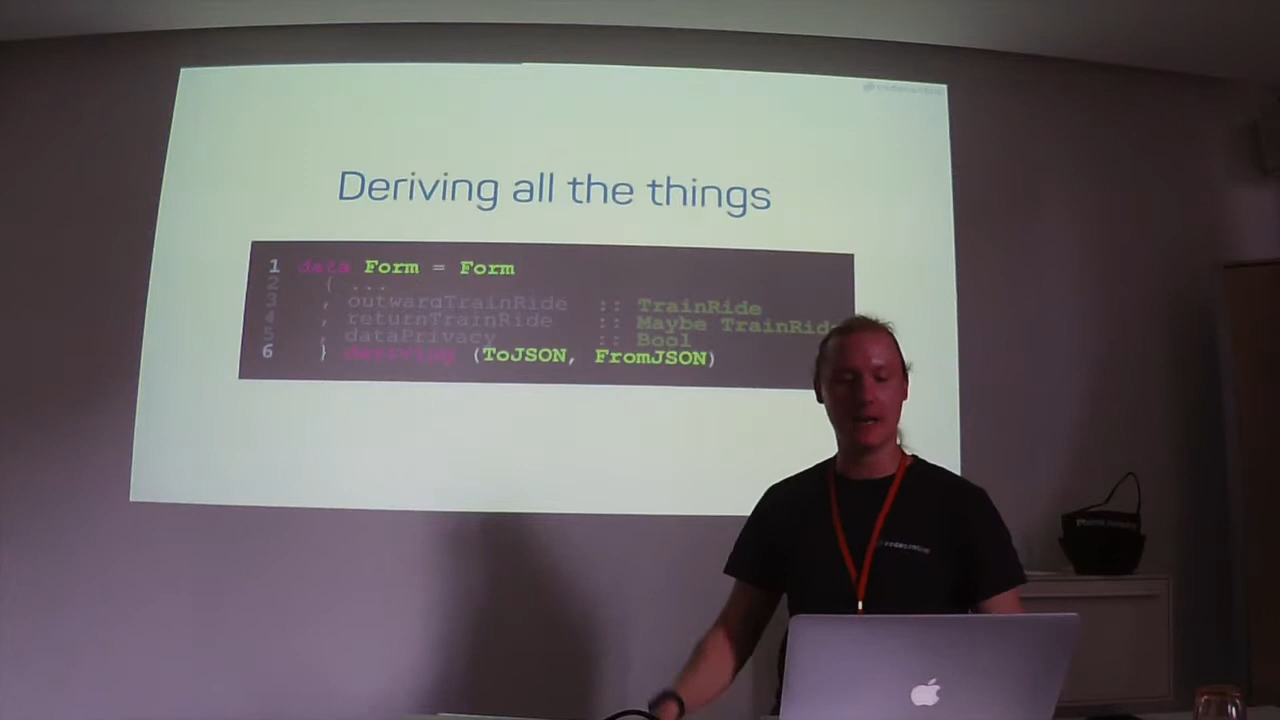 Deriving all the things
1 data Form = Form
2 { ...
3 , outwardTrainRide :: TrainRide
4 , returnTrainRide :: Maybe TrainRide
5 , dataPrivacy :: Bool
6 } deriving (ToJSON, FromJSON)